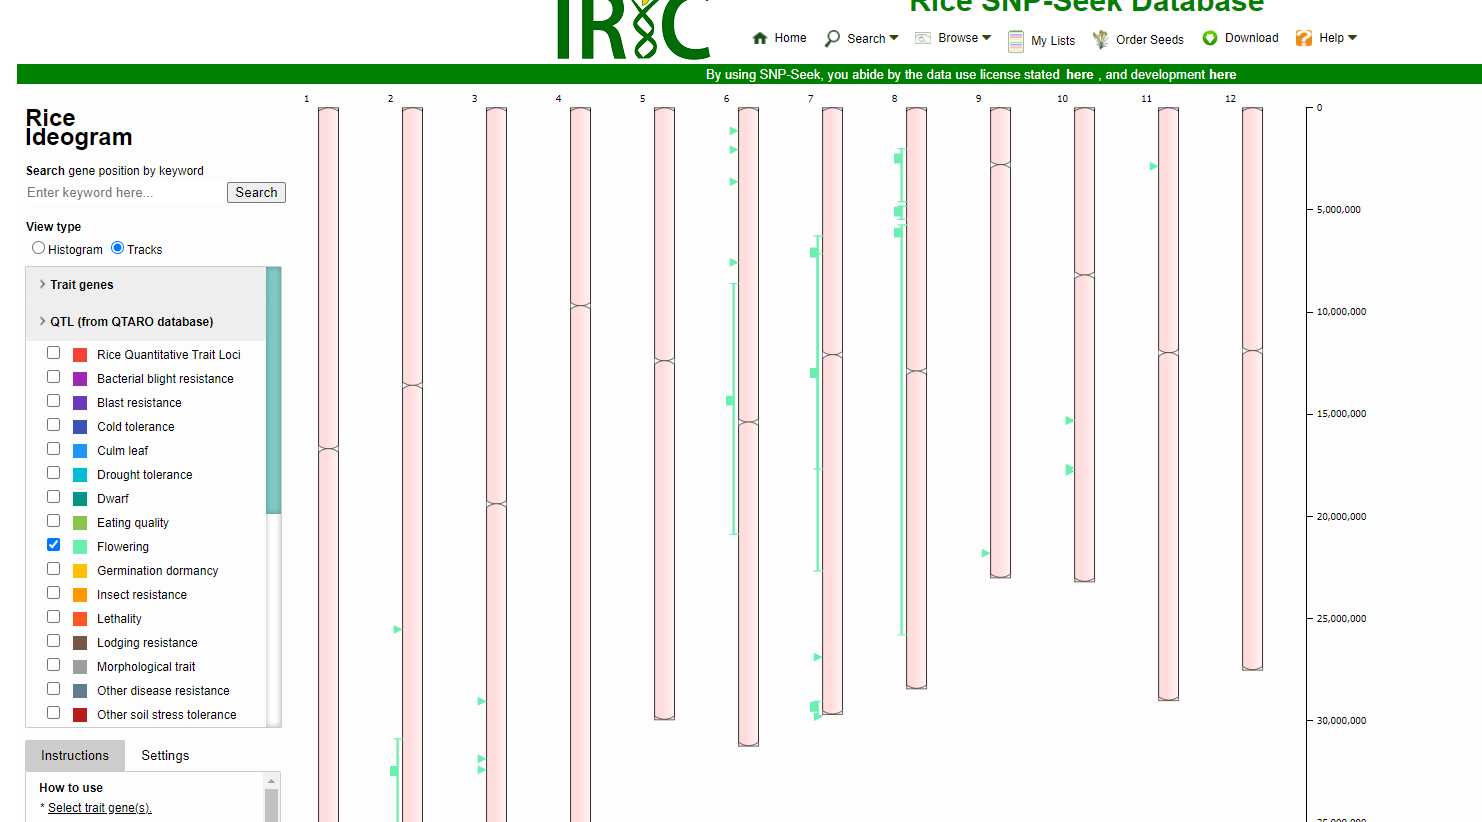 Rice SNP-Seek Database
IRIC
Home Search Browse My Lists Order Seeds Download Help
By using SNP-Seek, you abide by the data use license stated here , and development here
1 2 3 4 5 6 7 8 9 10 11 12
Rice
Ideogram
Search gene position by keyword
Enter keyword here... Search
View type
Histogram Tracks
Trait genes
QTL (from QTARO database)
Rice Quantitative Trait Loci
Bacterial blight resistance
Blast resistance
Cold tolerance
Culm leaf
Drought tolerance
Dwarf
Eating quality
Flowering
Germination dormancy
Insect resistance
Lethality
Lodging resistance
Morphological trait
Other disease resistance
Other soil stress tolerance
Instructions Settings
How to use
* Select trait gene(s).
0
5,000,000
10,000,000
15,000,000
20,000,000
25,000,000
30,000,000
35,000,000